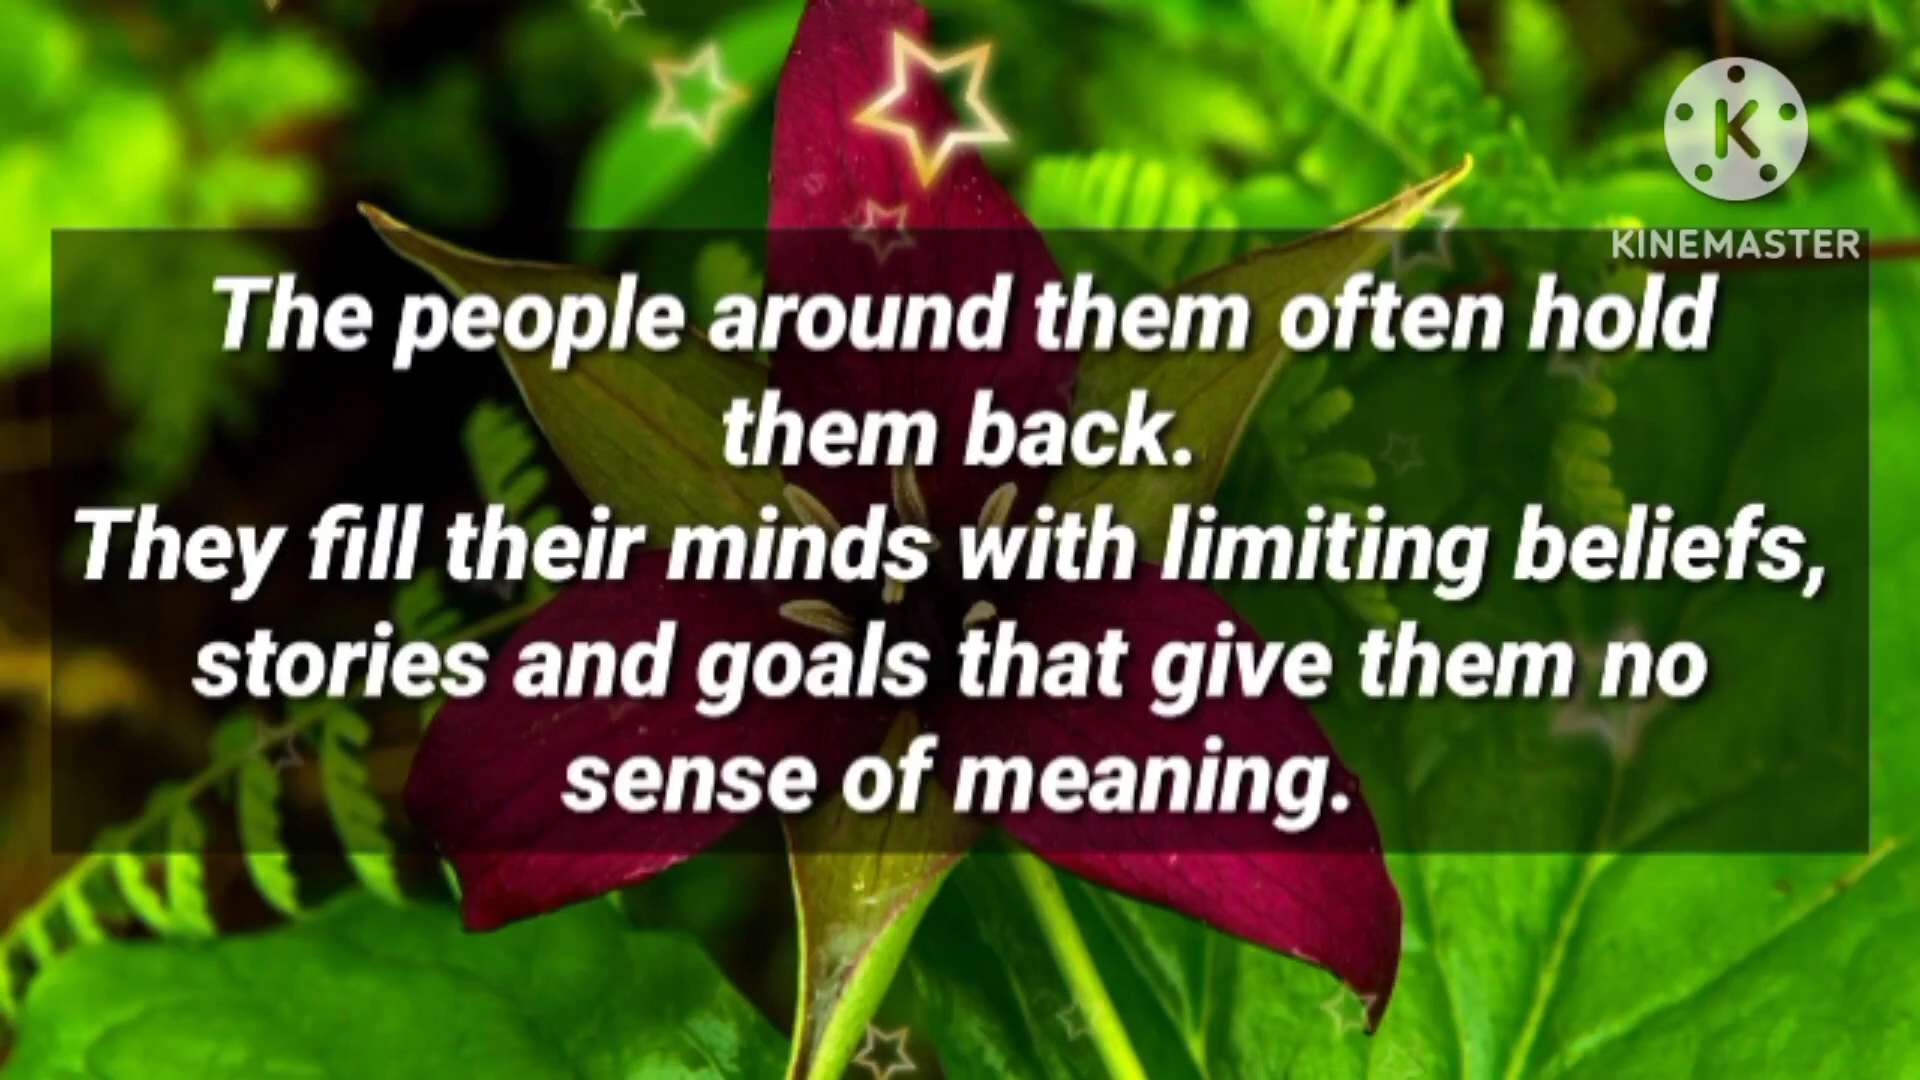 K
KINEMASTER
The people around them often hold
them back.
They fill their minds with limiting beliefs,
stories and goals that give them no
sense of meaning.